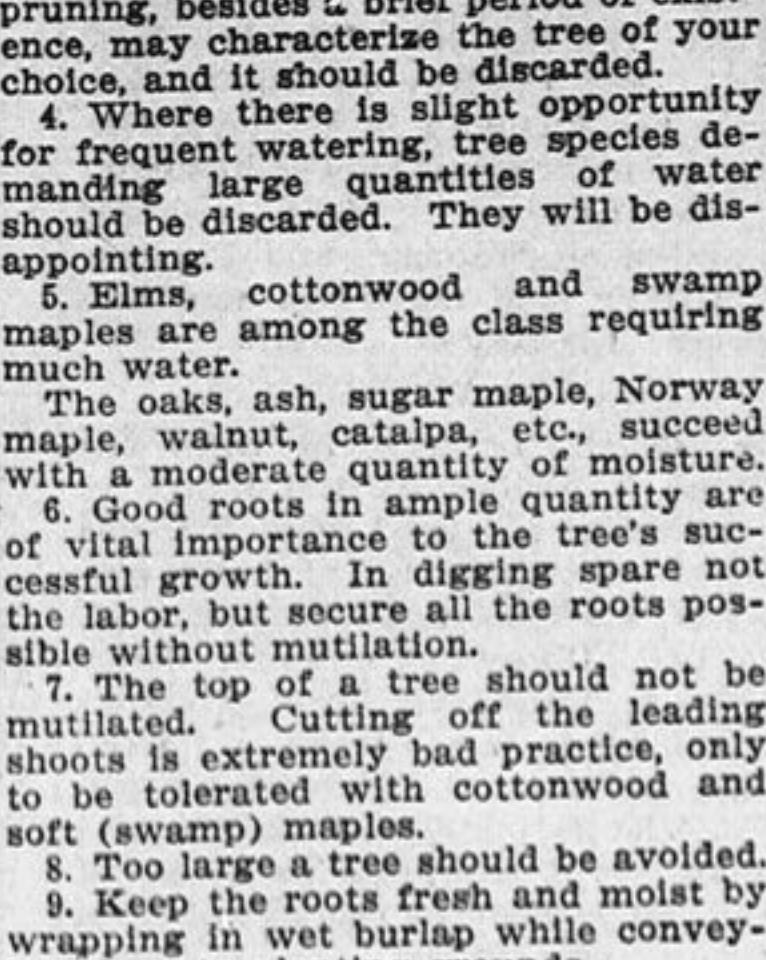 pruning, besides a brief period of exist-
ence, may characterize the tree of your
choice, and it should be discarded.
4. Where there is slight opportunity
for frequent watering, tree species de-
manding large quantities of water
should be discarded. They will be dis-
appointing.
5. Elms, cottonwood and swamp
maples are among the class requiring
much water.
The oaks, ash, sugar maple, Norway
maple, walnut, catalpa, etc., succeed
with a moderate quantity of moisture.
6. Good roots in ample quantity are
of vital importance to the tree's suc-
cessful growth. In digging spare not
the labor, but secure all the roots pos-
sible without mutilation.
7. The top of a tree should not be
mutilated. Cutting off the leading
shoots is extremely bad practice, only
to be tolerated with cottonwood and
soft (swamp) maples.
8. Too large a tree should be avoided.
9. Keep the roots fresh and moist by
wrapping in wet burlap while convey-